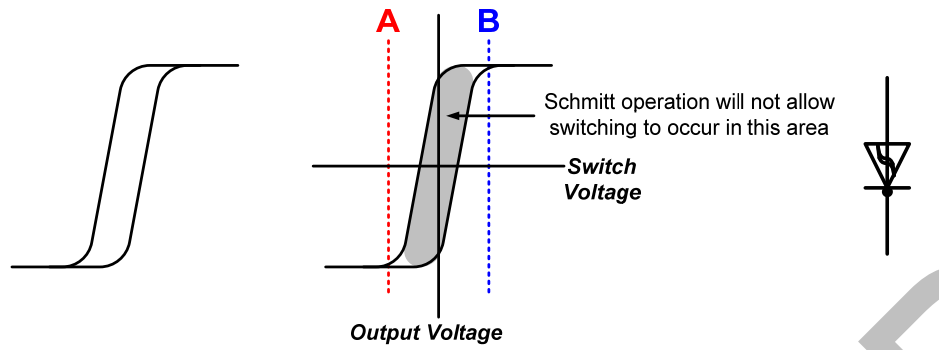 A
B
Schmitt operation will not allow
switching to occur in this area
Switch
Voltage
Output Voltage